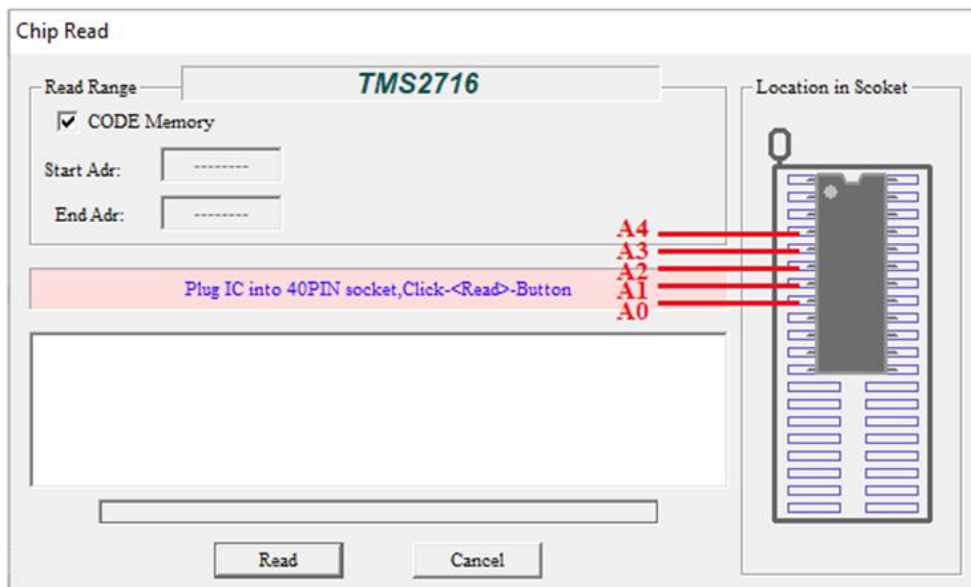 Chip Read
Read Range
TMS2716
Location in Scoket
CODE Memory
Start Adr:
--------
End Adr:
--------
A4
A3
A2
A1
A0
Plug IC into 40PIN socket,Click-<Read>-Button
Read
Cancel